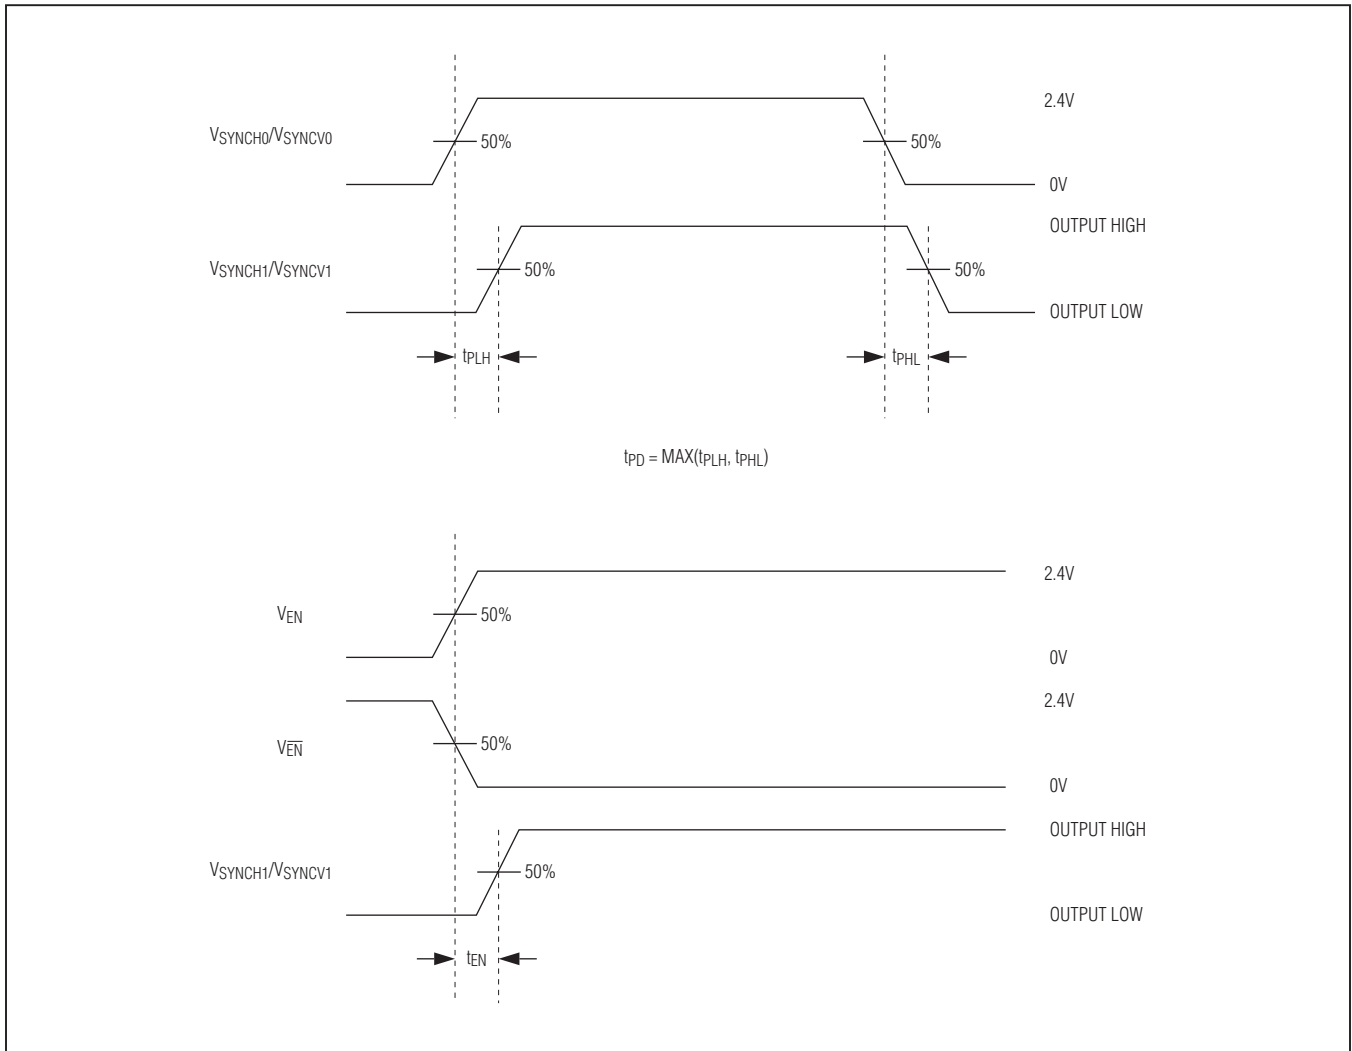 2.4V
VSYNCH0/VSYNCV0
50%
50%
0V
OUTPUT HIGH
VSYNCH1/VSYNCV1
50%
50%
OUTPUT LOW
tPLH
tPHL
tPD = MAX(tPLH, tPHL)
2.4V
VEN
50%
0V
2.4V
VE̅N̅
50%
0V
OUTPUT HIGH
VSYNCH1/VSYNCV1
50%
OUTPUT LOW
tEN